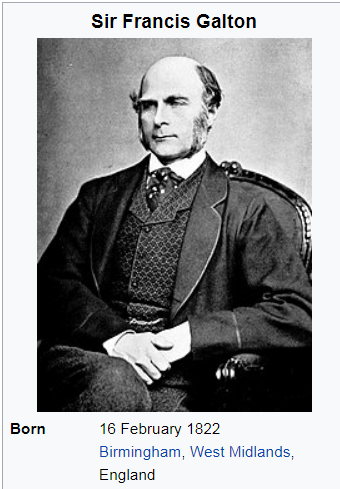 Sir Francis Galton
Born 16 February 1822
Birmingham, West Midlands,
England